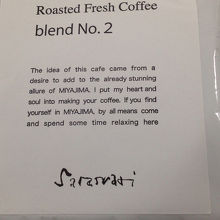 Roasted Fresh Coffee
blend No. 2
The idea of this cafe came from a
desire to add to the already stunning
allure of MIYAJIMA. I put my heart and
soul into making your coffee. If you find
yourself in MIYAJIMA, by all means come
and spend some time relaxing here
Sarasvati